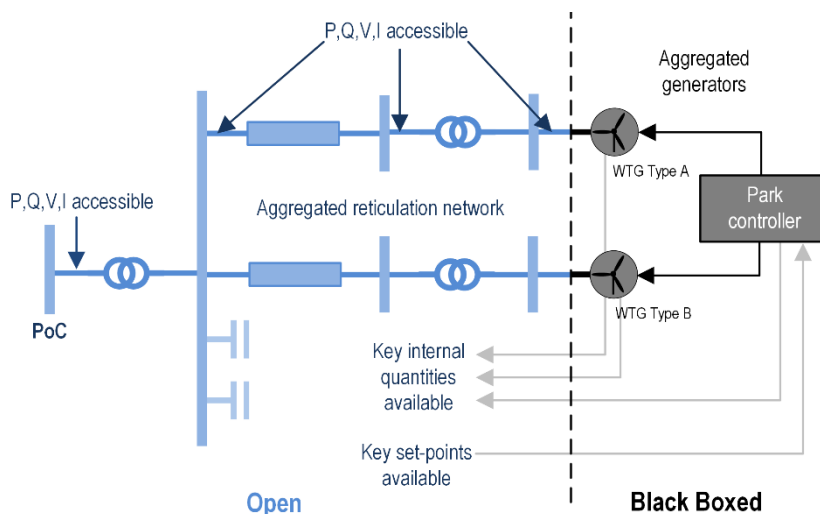 P,Q,V,I accessible
Aggregated
generators
WTG Type A
P,Q,V,I accessible
Aggregated reticulation network
Park
controller
PoC
WTG Type B
Key internal
quantities
available
Key set-points
available
Open
Black Boxed